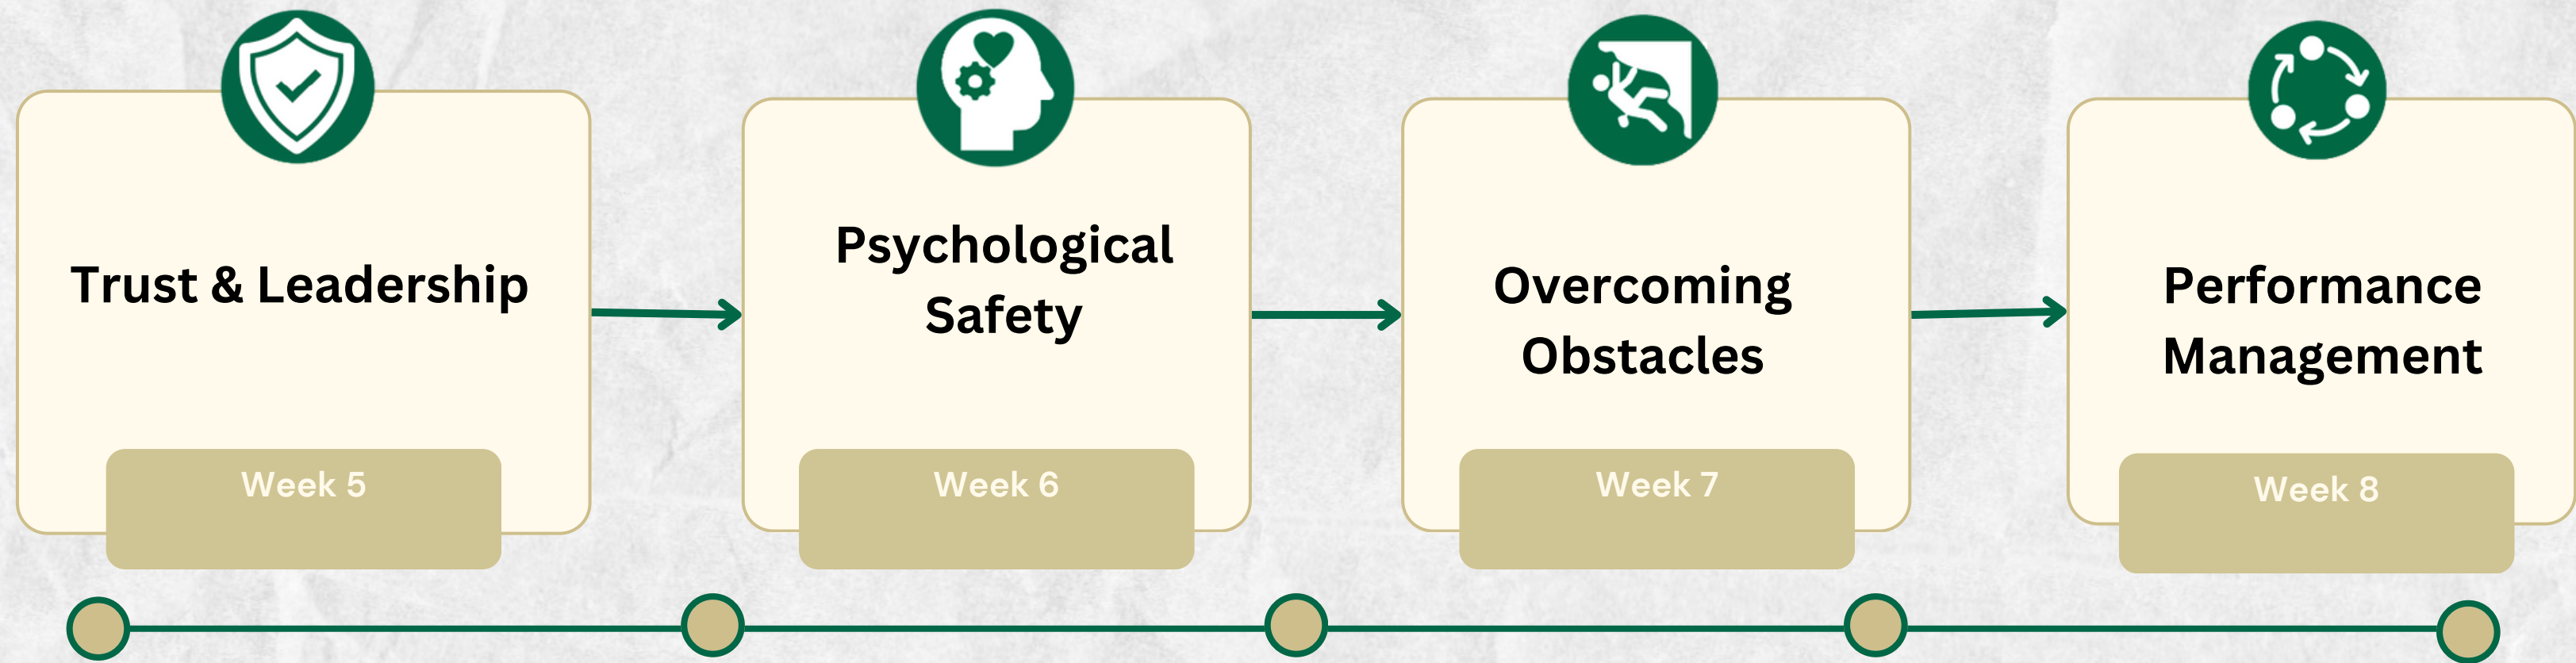 Trust & Leadership
Week 5
Psychological
Safety
Week 6
Overcoming
Obstacles
Week 7
Performance
Management
Week 8